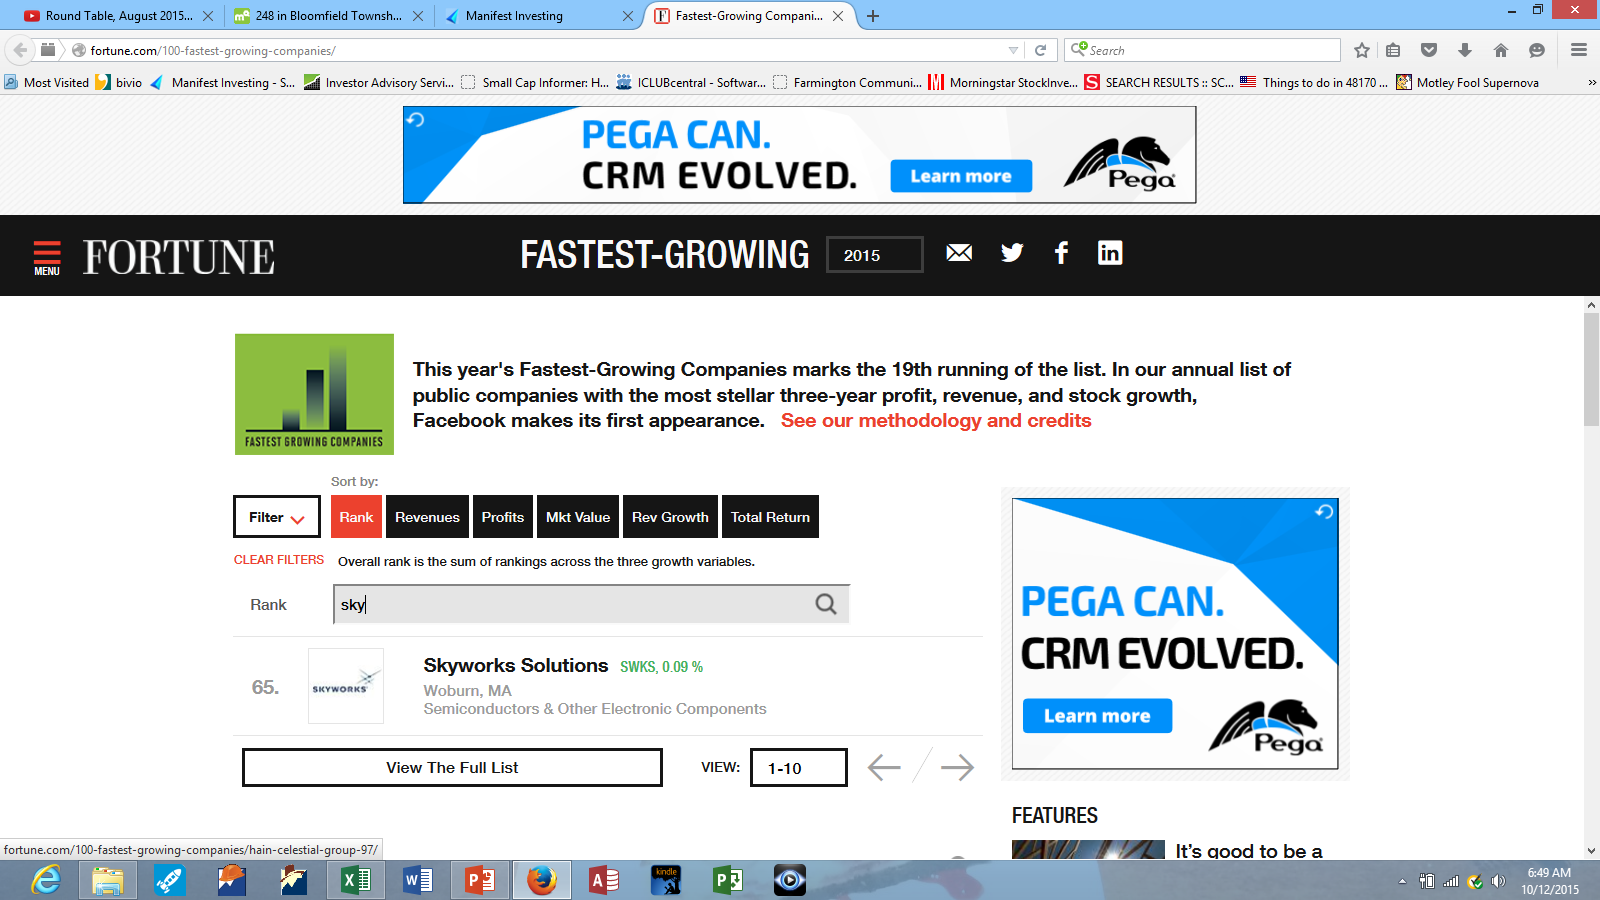 Round Table, August 2015...
248 in Bloomfield Townsh...
Manifest Investing
Fastest-Growing Compani...
fortune.com/100-fastest-growing-companies/
Search
Most Visited
bivio
Manifest Investing - S...
Investor Advisory Servi...
Small Cap Informer: H...
ICLUBcentral - Softwar...
Farmington Communi...
Morningstar StockInve...
SEARCH RESULTS :: SC...
Things to do in 48170 ...
Motley Fool Supernova
PEGA CAN.
CRM EVOLVED.
Learn more
Pega
MENU
FORTUNE
FASTEST-GROWING
2015
This year's Fastest-Growing Companies marks the 19th running of the list. In our annual list of
public companies with the most stellar three-year profit, revenue, and stock growth,
Facebook makes its first appearance. See our methodology and credits
FASTEST GROWING COMPANIES
Sort by:
Filter
Rank
Revenues
Profits
Mkt Value
Rev Growth
Total Return
CLEAR FILTERS
Overall rank is the sum of rankings across the three growth variables.
Rank
sky
65.
SKYWORKS
Skyworks Solutions SWKS, 0.09 %
Woburn, MA
Semiconductors & Other Electronic Components
View The Full List
VIEW:
1-10
PEGA CAN.
CRM EVOLVED.
Learn more
Pega
FEATURES
It's good to be a
fortune.com/100-fastest-growing-companies/hain-celestial-group-97/
kindle
6:49 AM
10/12/2015